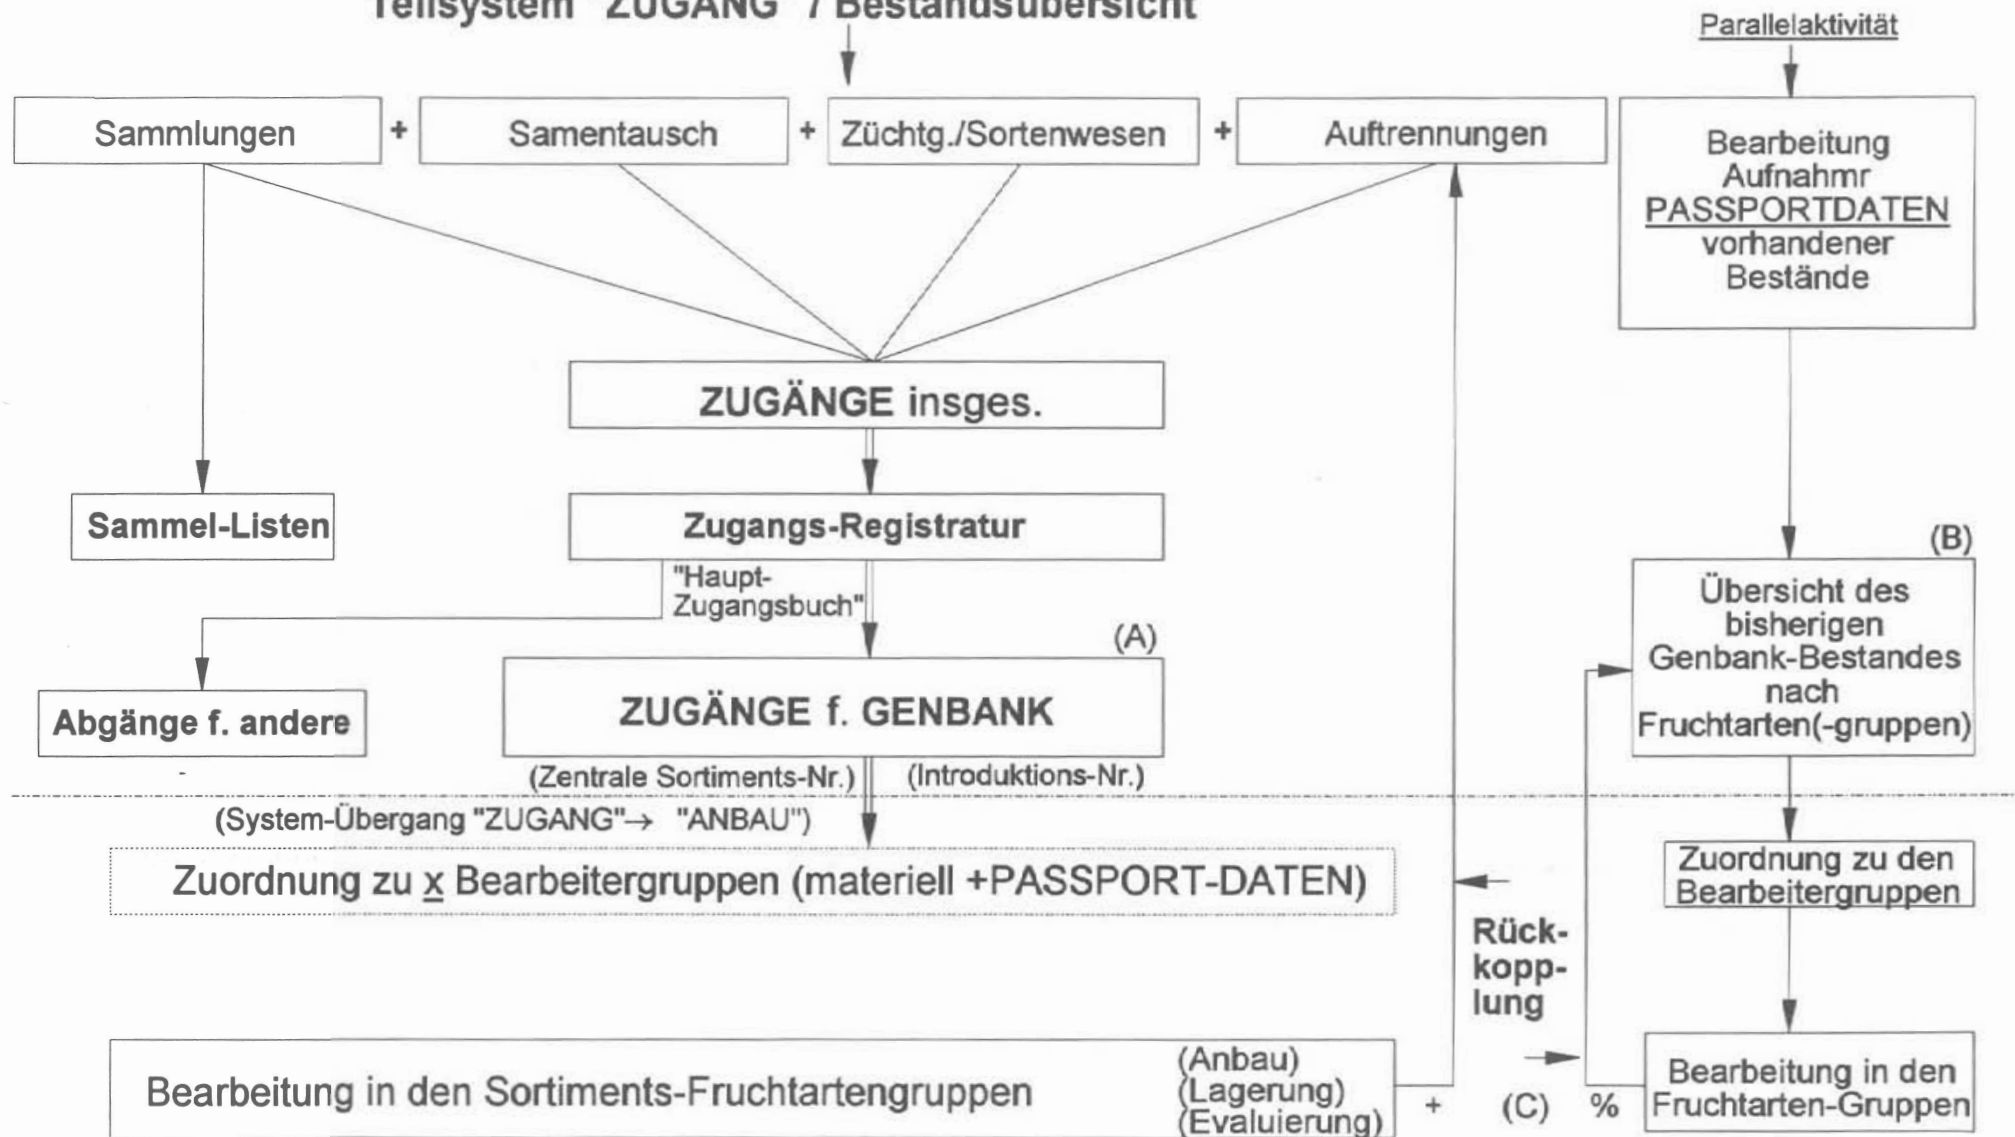 Teilsystem "ZUGANG" / Bestandsübersicht
Parallelaktivität
Sammlungen + Samentausch + Züchtg./Sortenwesen + Auftrennungen
Bearbeitung
Aufnahmr
PASSPORTDATEN
vorhandener
Bestände
ZUGÄNGE insges.
Sammel-Listen
Zugangs-Registratur
"Haupt-
Zugangsbuch"
(A)
(B)
Übersicht des
bisherigen
Genbank-Bestandes
nach
Fruchtarten(-gruppen)
Abgänge f. andere
ZUGÄNGE f. GENBANK
(Zentrale Sortiments-Nr.) (Introduktions-Nr.)
(System-Übergang "ZUGANG"→ "ANBAU")
Zuordnung zu x Bearbeitergruppen (materiell +PASSPORT-DATEN)
Zuordnung zu den
Bearbeitergruppen
Rück-
kopp-
lung
Bearbeitung in den Sortiments-Fruchtartengruppen
(Anbau)
(Lagerung)
(Evaluierung)
+ (C) %
Bearbeitung in den
Fruchtarten-Gruppen